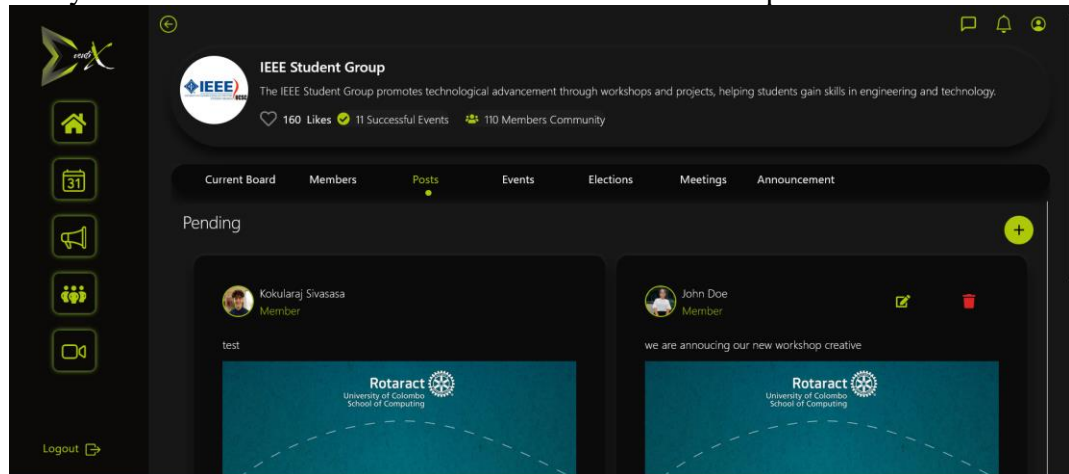 IEEE Student Group
The IEEE Student Group promotes technological advancement through workshops and projects, helping students gain skills in engineering and technology.
IEEE
UCSC
160 Likes 11 Successful Events 110 Members Community
31
Current Board Members Posts Events Elections Meetings Announcement
Pending
+
Kokularaj Sivasasa
Member
test
Rotaract
University of Colombo
School of Computing
John Doe
Member
we are annoucing our new workshop creative
Rotaract
University of Colombo
School of Computing
Logout